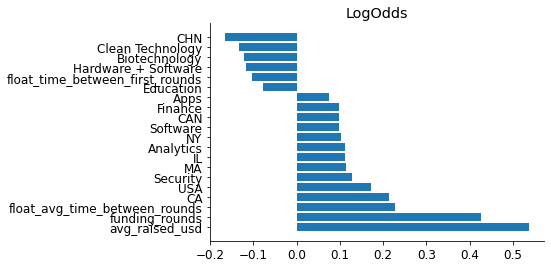 LogOdds
CHN
Clean Technology
Biotechnology
Hardware + Software
float_time_between_first_rounds
Education
Apps
Finance
CAN
Software
NY
Analytics
IL
MA
Security
USA
CA
float_avg_time_between_rounds
funding_rounds
avg_raised_usd
−0.2 −0.1 0.0 0.1 0.2 0.3 0.4 0.5